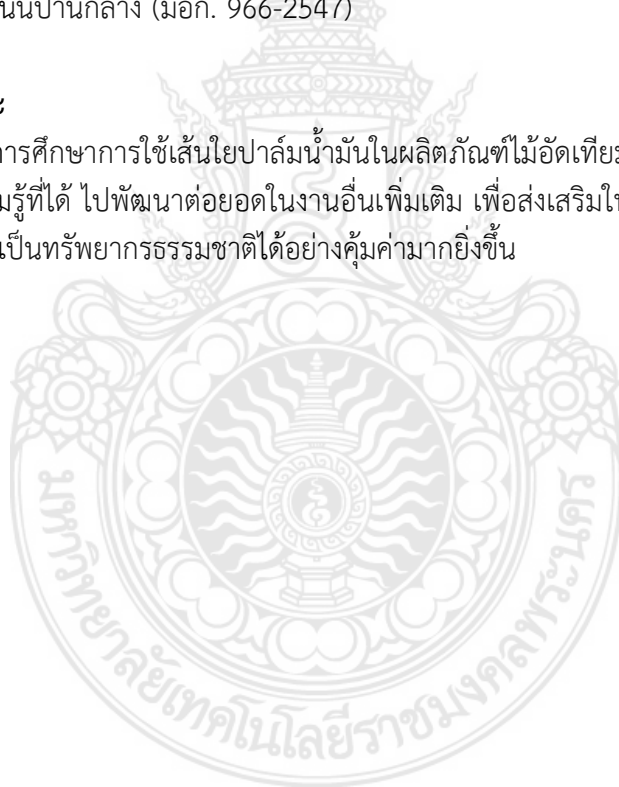 นปานกลาง (มอก. 966-2547)
ารศึกษาการใช้เส้นใยปาล์มน้ำมันในผลิตภัณฑ์ไม้อัดเทียม
มรู้ที่ได้ ไปพัฒนาต่อยอดในงานอื่นเพิ่มเติม เพื่อส่งเสริมใ
เป็นทรัพยากรธรรมชาติได้อย่างคุ้มค่ามากยิ่งขึ้น
มหาวิทยาลัยเทคโนโลยีราชมงคลพระนคร